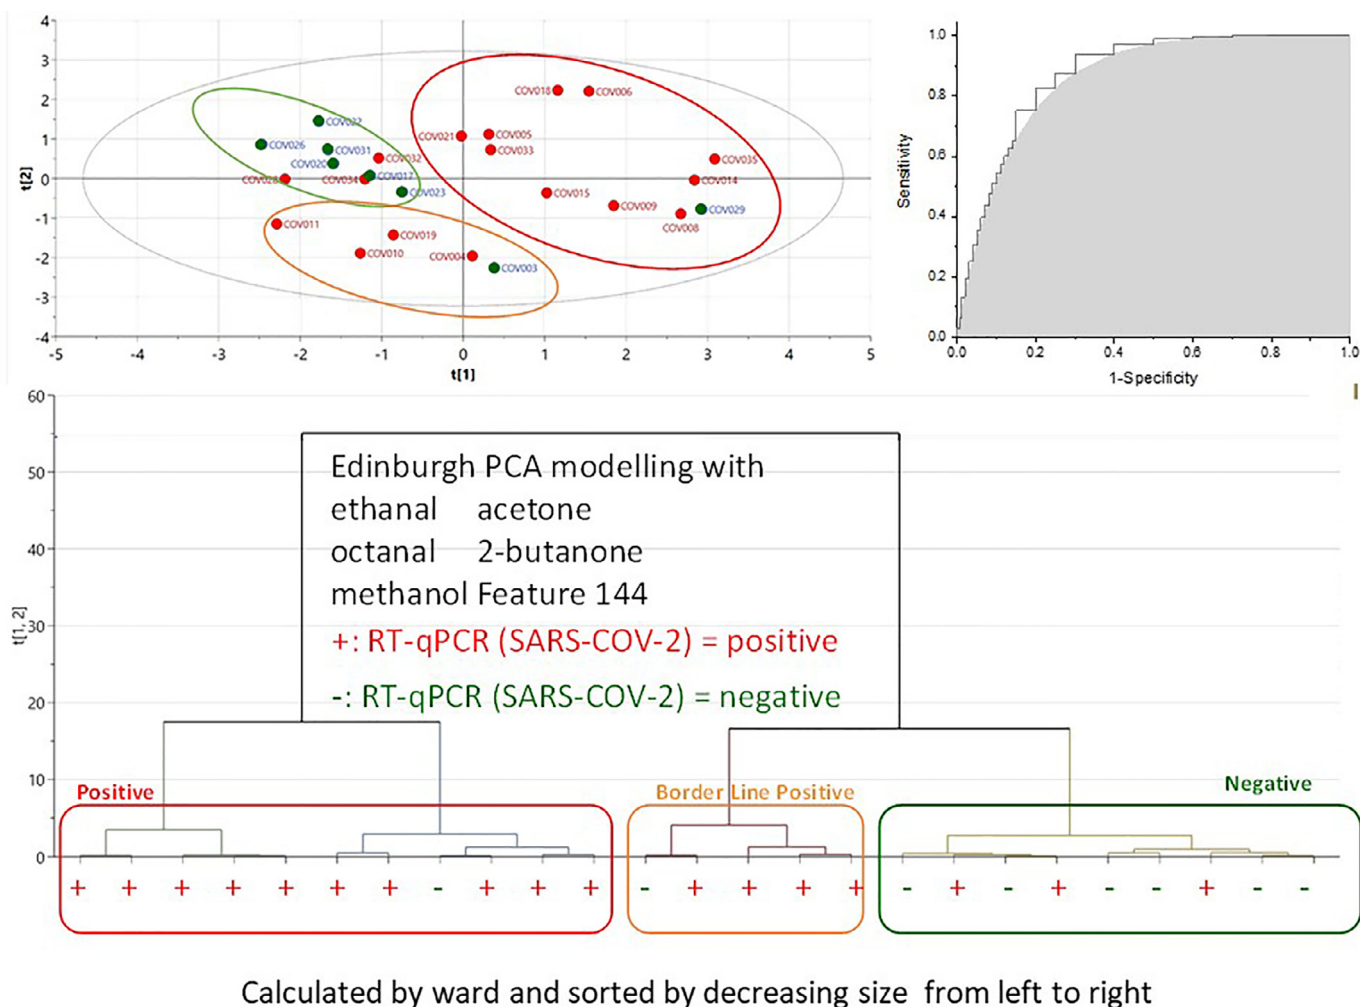 4
3
2
1
0
-1
-2
-3
-4
t[2]
-5
-4
-3
-2
-1
0
1
2
3
4
5
t[1]
COV018
COV006
COV022
COV021
COV005
COV026
COV031
COV033
COV020
COV032
COV035
COV028
COV034
COV017
COV014
COV023
COV015
COV009
COV029
COV008
COV011
COV019
COV010
COV004
COV003
1.0
0.8
0.6
0.4
0.2
0.0
Sensitivity
0.0
0.2
0.4
0.6
0.8
1.0
1-Specificity
60
50
40
30
20
10
0
t[1, 2]
Edinburgh PCA modelling with
ethanal acetone
octanal 2-butanone
methanol Feature 144
+: RT-qPCR (SARS-COV-2) = positive
-: RT-qPCR (SARS-COV-2) = negative
Positive
Border Line Positive
Negative
+ + + + + + + - + + +
- + + + +
- + - + - - + - -
Calculated by ward and sorted by decreasing size from left to right